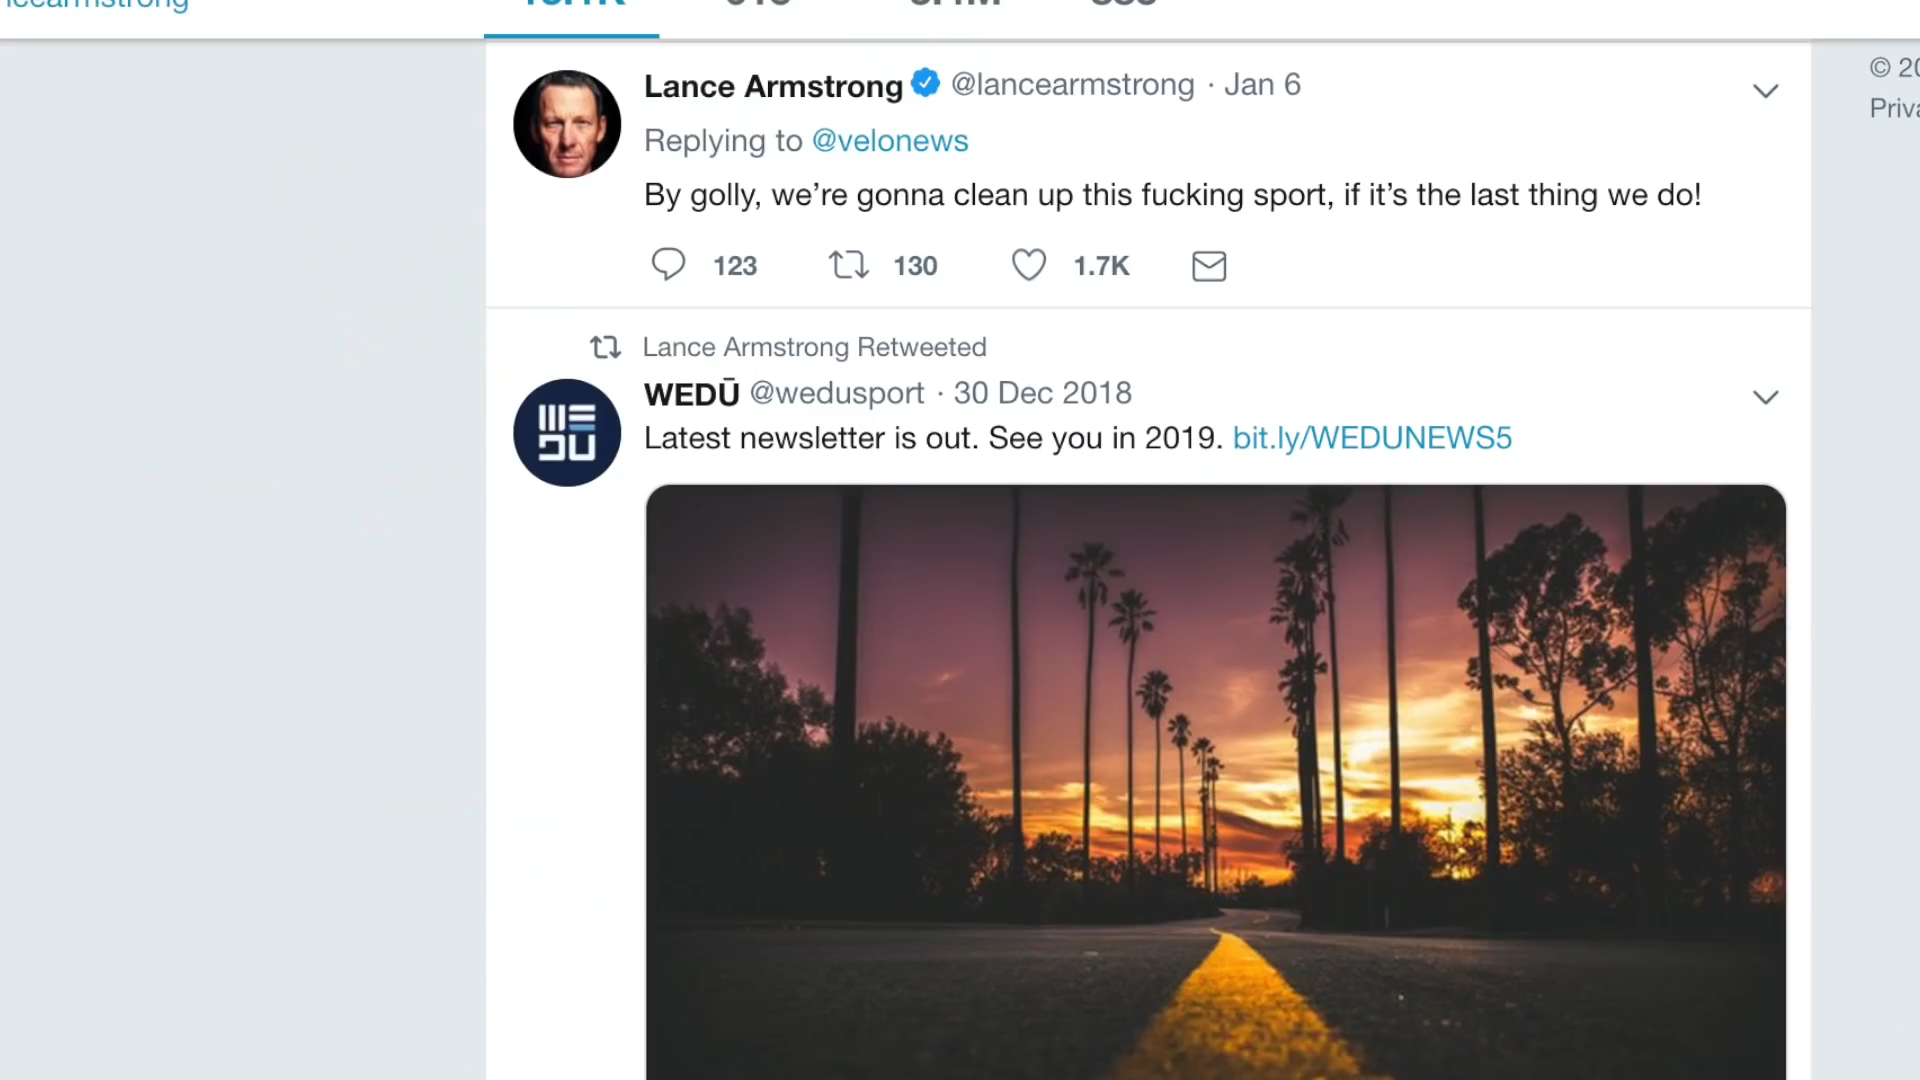 Lance Armstrong @lancearmstrong · Jan 6
Replying to @velonews
By golly, we’re gonna clean up this fucking sport, if it’s the last thing we do!
123 130 1.7K
Lance Armstrong Retweeted
WEDŪ @wedusport · 30 Dec 2018
Latest newsletter is out. See you in 2019. bit.ly/WEDUNEWS5
WEDU
©